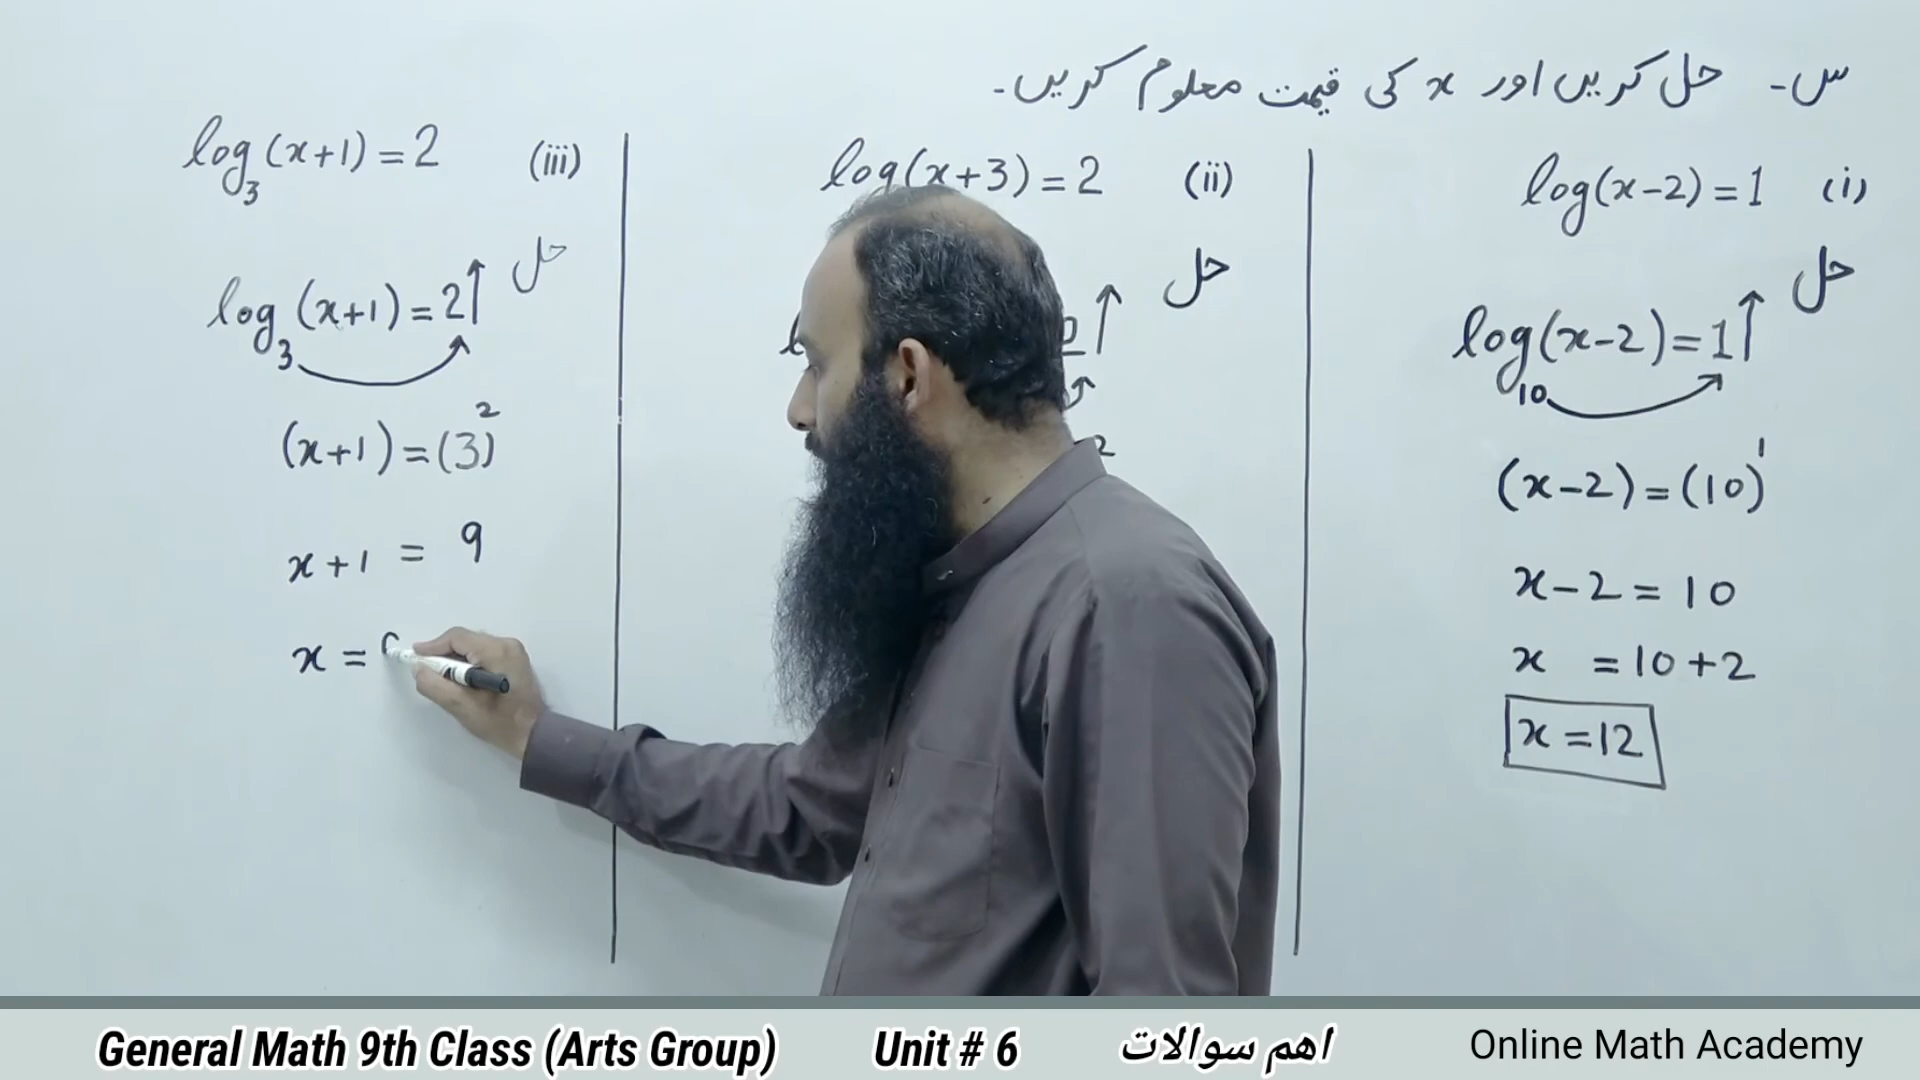 س۔ حل کریں اور x کی قیمت معلوم کریں۔
(i) log(x-2)=1
حل
log₁₀(x-2)=1
(x-2)=(10)¹
x-2=10
x =10+2
x=12
(ii) log(x+3)=2
حل
2
(iii) log₃(x+1)=2
حل
log₃(x+1)=2
(x+1)=(3)²
x+1 = 9
x =
General Math 9th Class (Arts Group) Unit # 6 اهم سوالات Online Math Academy